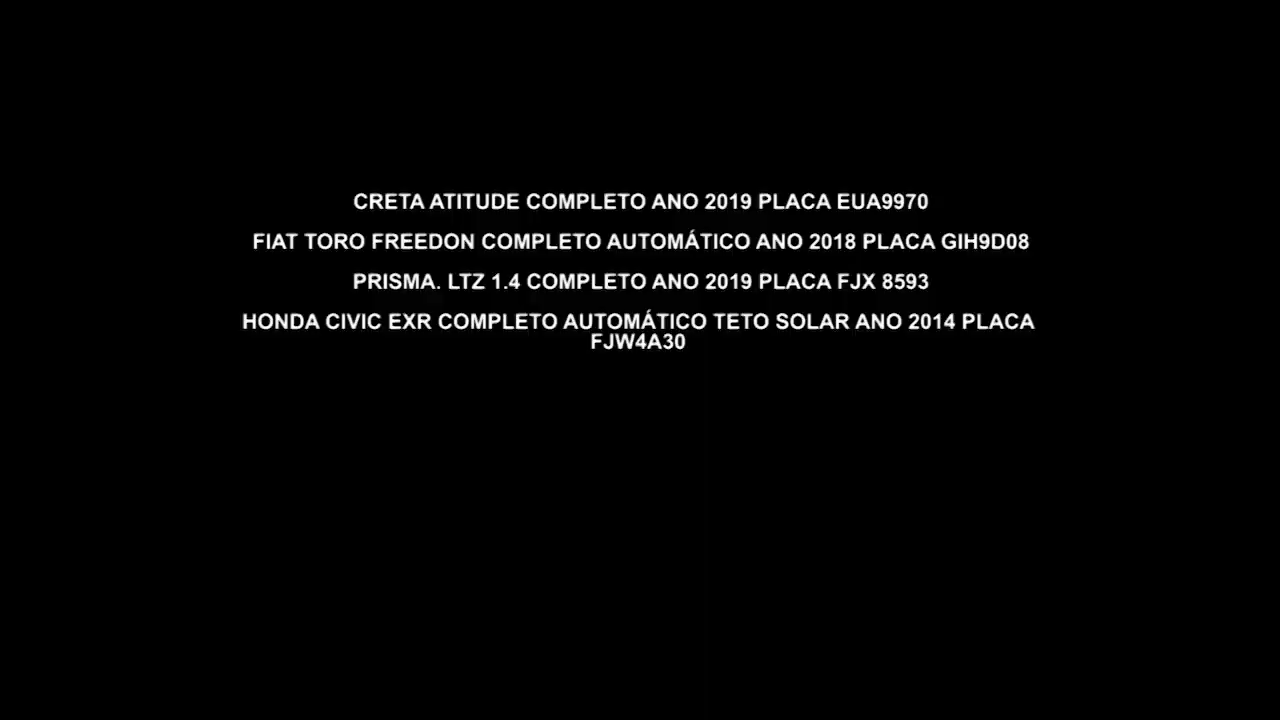 CRETA ATITUDE COMPLETO ANO 2019 PLACA EUA9970
FIAT TORO FREEDON COMPLETO AUTOMÁTICO ANO 2018 PLACA GIH9D08
PRISMA. LTZ 1.4 COMPLETO ANO 2019 PLACA FJX 8593
HONDA CIVIC EXR COMPLETO AUTOMÁTICO TETO SOLAR ANO 2014 PLACA
FJW4A30